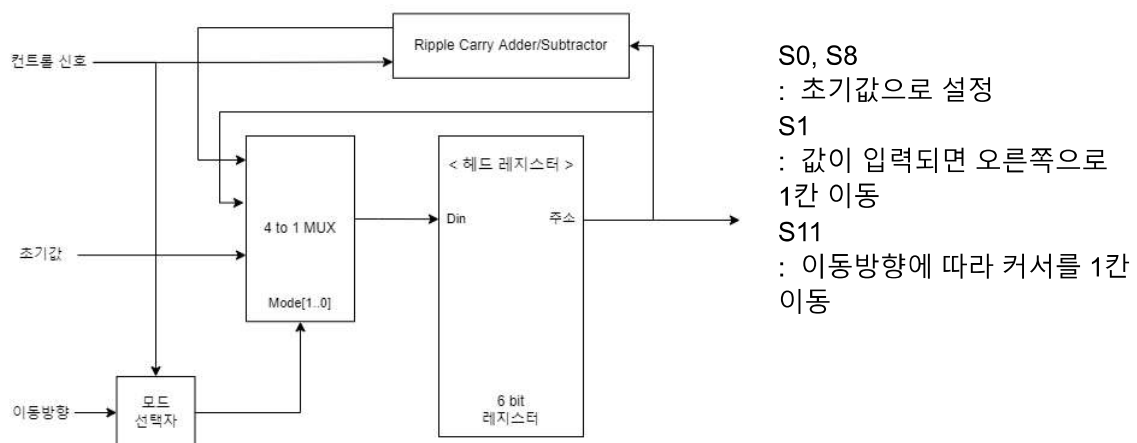 Ripple Carry Adder/Subtractor
컨트롤 신호
< 헤드 레지스터 >
Din
주소
4 to 1 MUX
초기값
Mode[1..0]
모드
선택자
이동방향
6 bit
레지스터
S0, S8
: 초기값으로 설정
S1
: 값이 입력되면 오른쪽으로
1칸 이동
S11
: 이동방향에 따라 커서를 1칸
이동